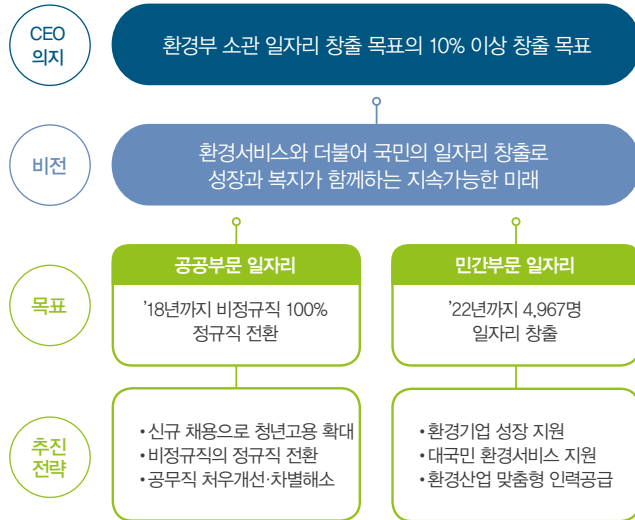 CEO
의지
환경부 소관 일자리 창출 목표의 10% 이상 창출 목표
비전
환경서비스와 더불어 국민의 일자리 창출로
성장과 복지가 함께하는 지속가능한 미래
목표
공공부문 일자리
’18년까지 비정규직 100%
정규직 전환
민간부문 일자리
’22년까지 4,967명
일자리 창출
추진
전략
•신규 채용으로 청년고용 확대
•비정규직의 정규직 전환
•공무직 처우개선·차별해소
•환경기업 성장 지원
•대국민 환경서비스 지원
•환경산업 맞춤형 인력공급